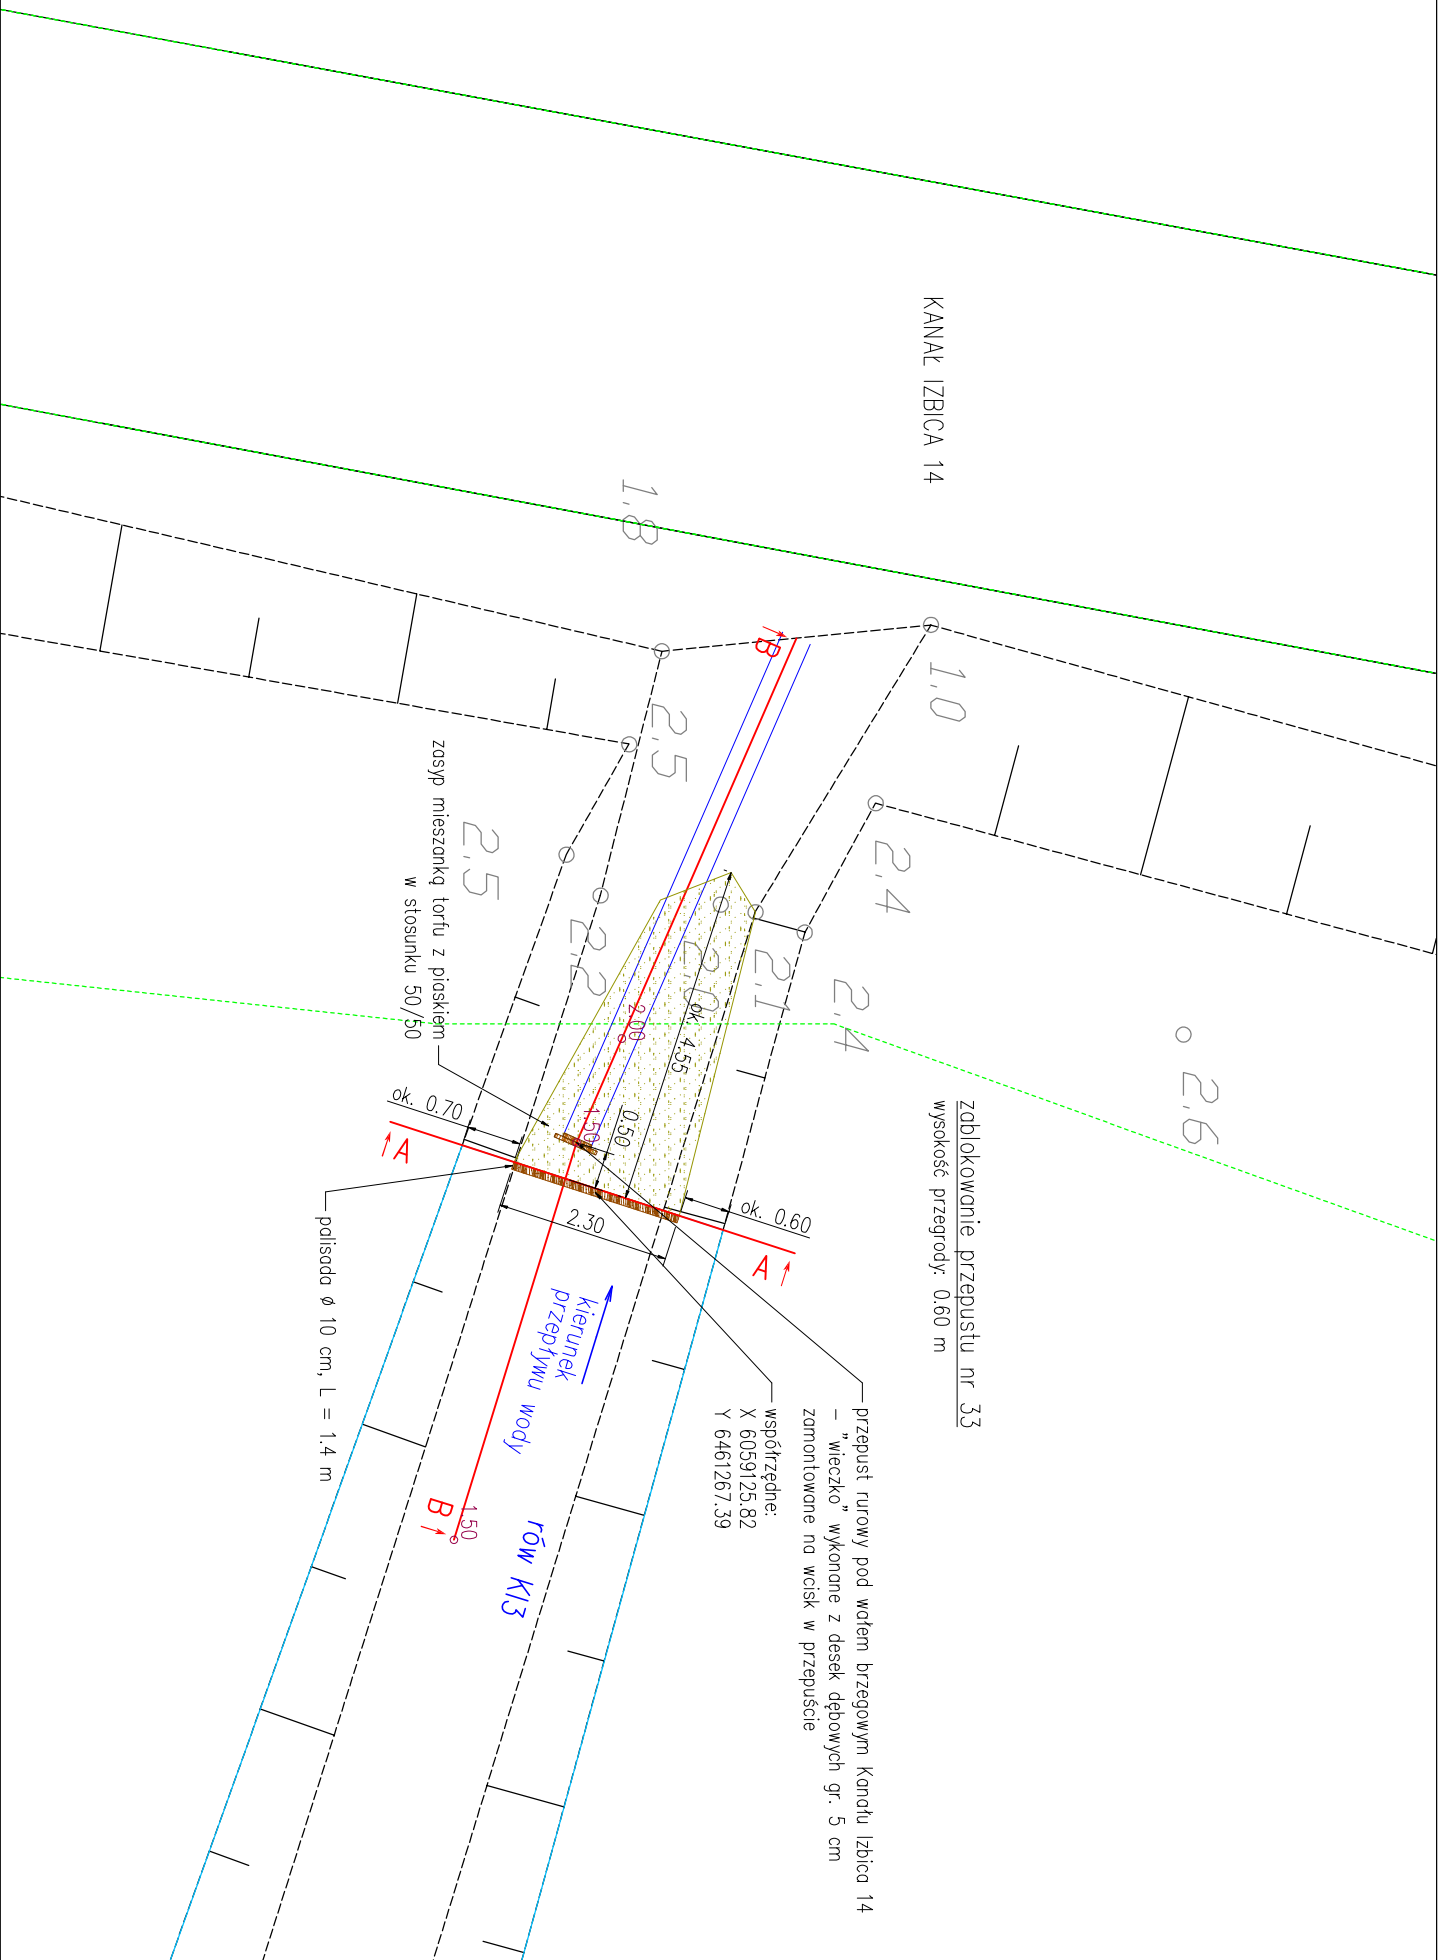 KANAŁ IZBICA 14
zablokowanie przepustu nr 33
wysokość przegrody: 0.60 m
przepust rurowy pod wałem brzegowym Kanału Izbica 14
- "wieczko" wykonane z desek dębowych gr. 5 cm
zamontowane na wcisk w przepuście
współrzędne:
X 6059125.82
Y 6461267.39
2.6
1.0
2.4
2.4
2.1
2.0
1.8
2.5
2.2
2.5
B
2.00
ok. 4.55
1.50
0.50
ok. 0.60
A
2.30
ok. 0.70
A
kierunek
przepływu wody
rów K13
1.50
B
zasyp mieszanką torfu z piaskiem
w stosunku 50/50
palisada ø 10 cm, L = 1.4 m